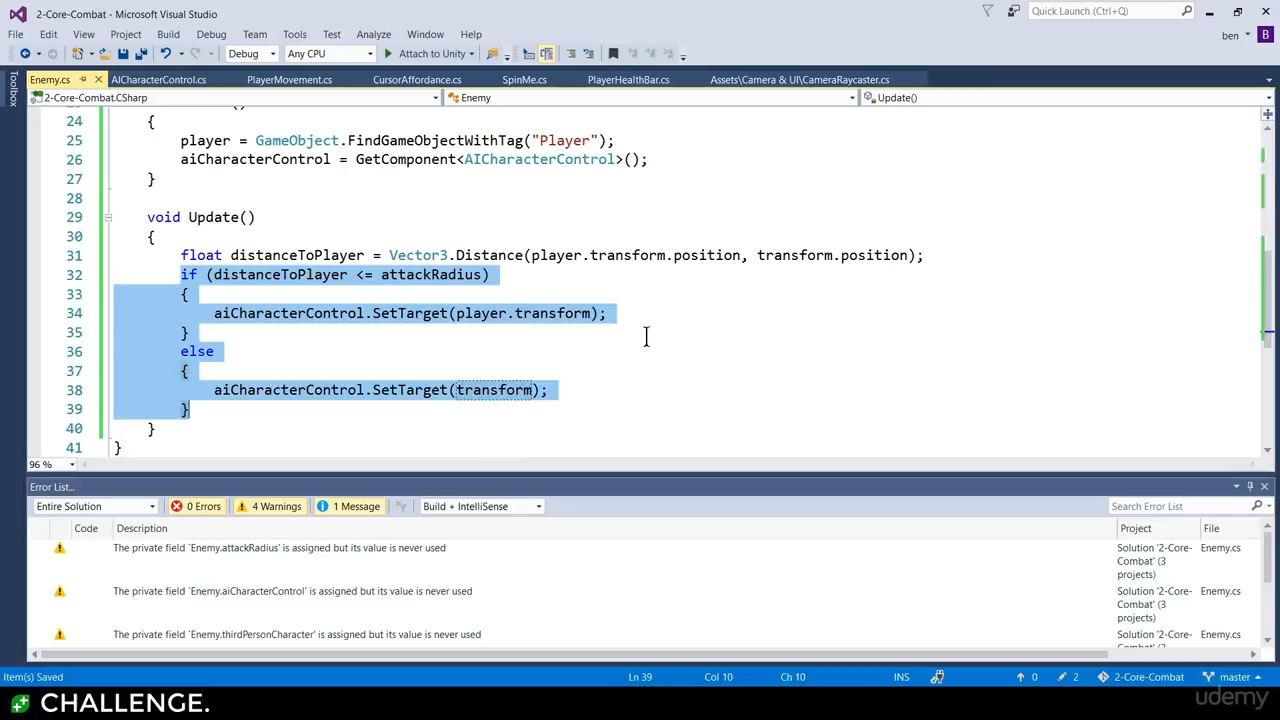 2-Core-Combat - Microsoft Visual Studio
Quick Launch (Ctrl+Q)
File Edit View Project Build Debug Team Tools Test Analyze Window Help
ben B
Debug Any CPU Attach to Unity
Toolbox
Enemy.cs AICharacterControl.cs PlayerMovement.cs CursorAffordance.cs SpinMe.cs PlayerHealthBar.cs Assets\Camera & UI\CameraRaycaster.cs
2-Core-Combat.CSharp Enemy Update()
24 {
25 player = GameObject.FindGameObjectWithTag("Player");
26 aiCharacterControl = GetComponent<AICharacterControl>();
27 }
28
29 void Update()
30 {
31 float distanceToPlayer = Vector3.Distance(player.transform.position, transform.position);
32 if (distanceToPlayer <= attackRadius)
33 {
34 aiCharacterControl.SetTarget(player.transform);
35 }
36 else
37 {
38 aiCharacterControl.SetTarget(transform);
39 }
40 }
41 }
96 %
Error List...
Entire Solution 0 Errors 4 Warnings 1 Message Build + IntelliSense Search Error List
Code Description Project File
The private field `Enemy.attackRadius' is assigned but its value is never used Solution '2-Core- Enemy.cs
Combat' (3
projects)
The private field `Enemy.aiCharacterControl' is assigned but its value is never used Solution '2-Core- Enemy.cs
Combat' (3
projects)
The private field `Enemy.thirdPersonCharacter' is assigned but its value is never used Solution '2-Core- Enemy.cs
Item(s) Saved Ln 39 Col 10 Ch 10 INS 0 2 2-Core-Combat master
CHALLENGE.
udemy